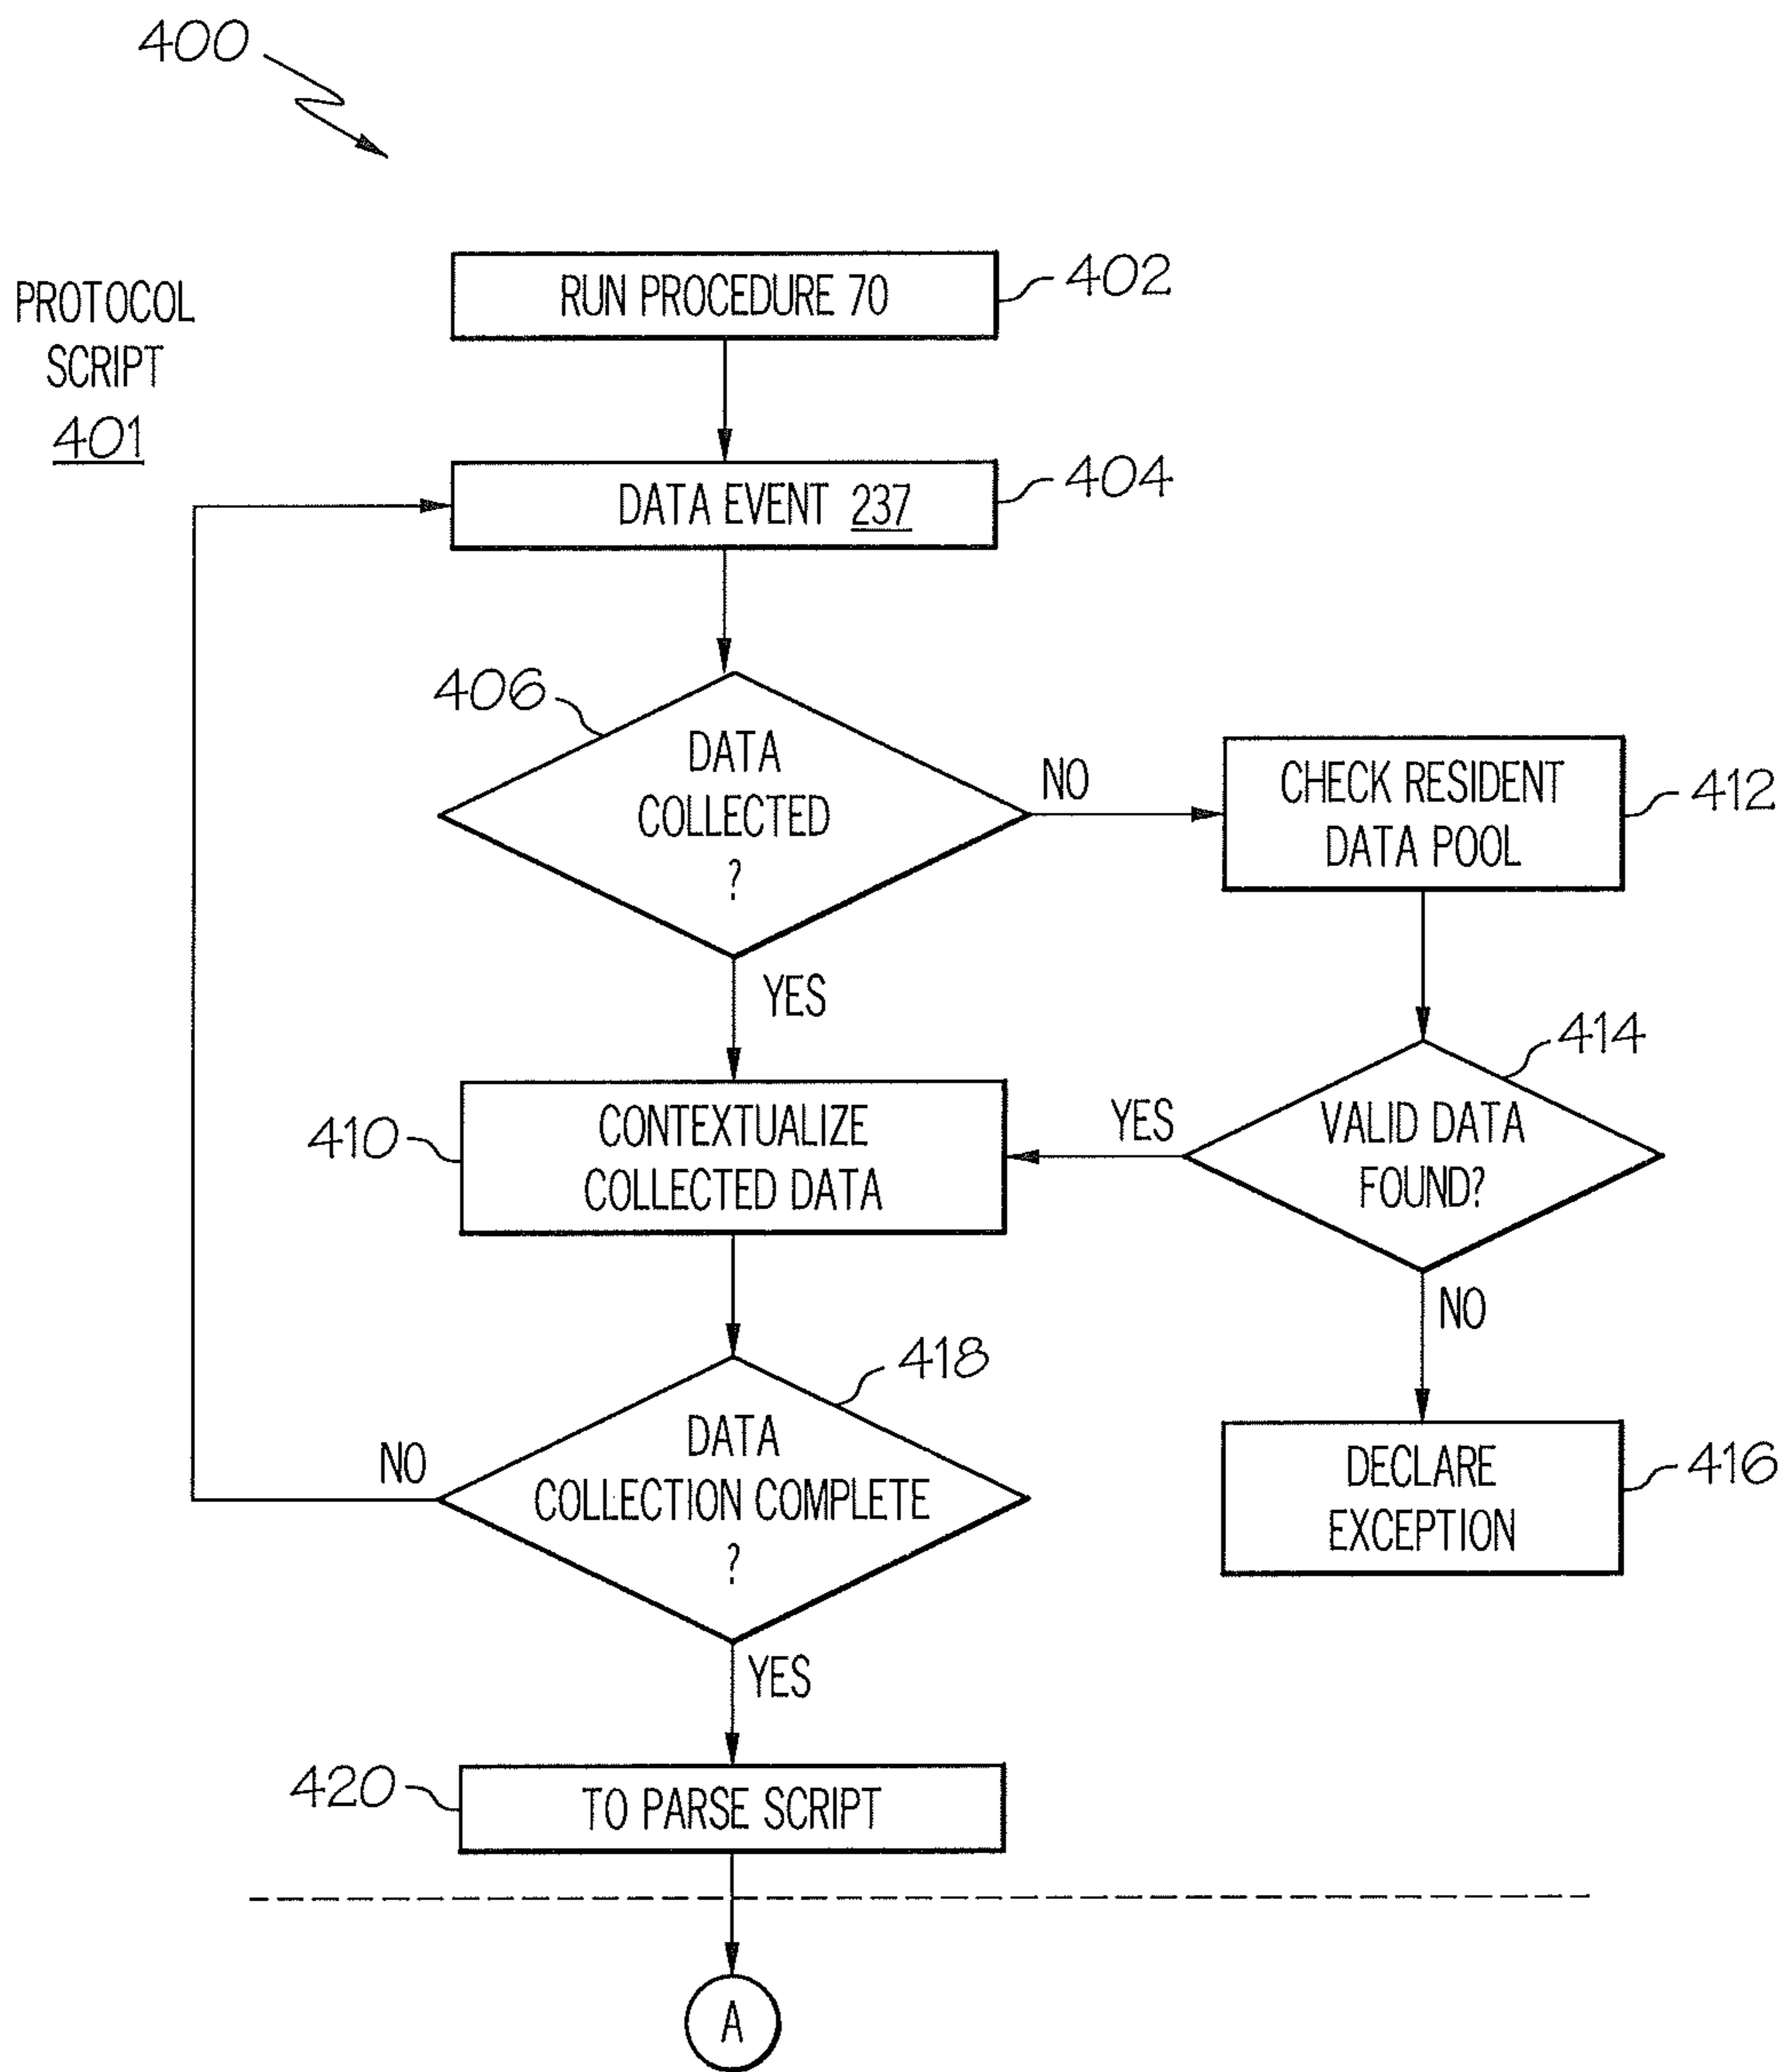 400
PROTOCOL
SCRIPT
401
RUN PROCEDURE 70
402
DATA EVENT 237
404
406
DATA
COLLECTED
?
NO
CHECK RESIDENT
DATA POOL
412
YES
414
410
CONTEXTUALIZE
COLLECTED DATA
YES
VALID DATA
FOUND?
NO
418
DATA
COLLECTION COMPLETE
?
NO
DECLARE
EXCEPTION
416
YES
420
TO PARSE SCRIPT
A